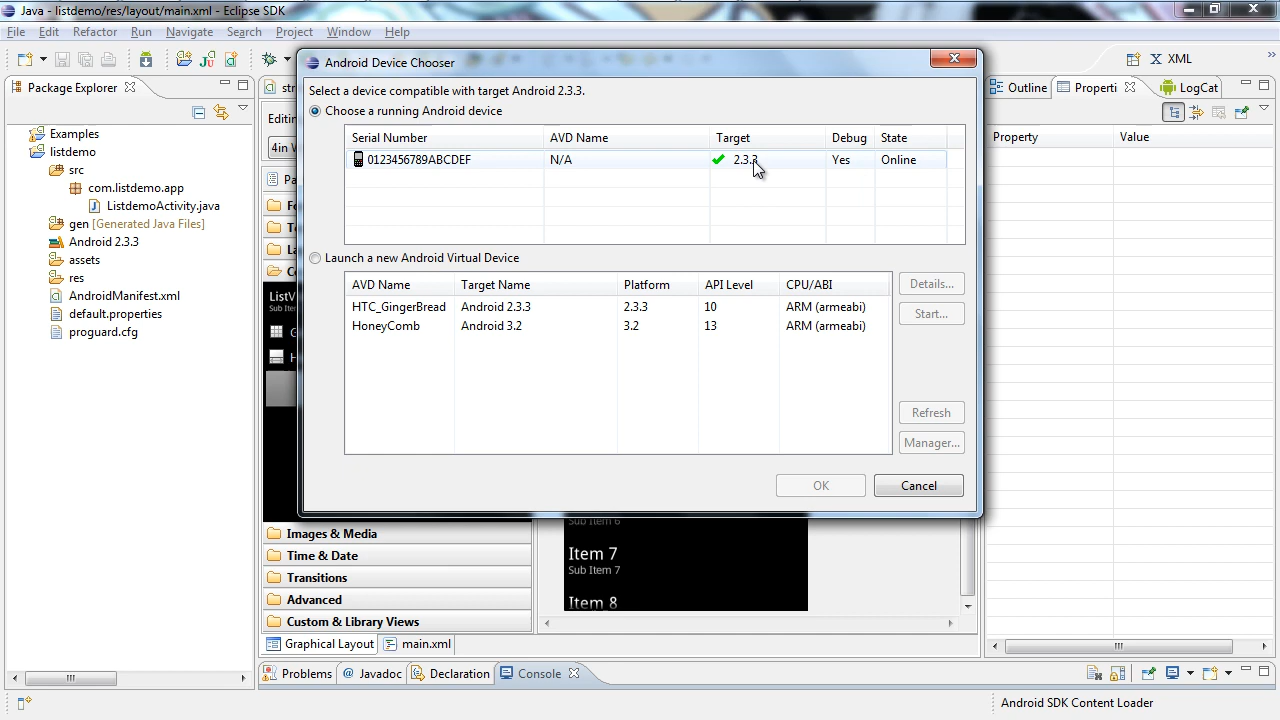 Java - listdemo/res/layout/main.xml - Eclipse SDK
File Edit Refactor Run Navigate Search Project Window Help
XML
Package Explorer
Outline Properti LogCat
Property Value
Examples
listdemo
src
com.listdemo.app
ListdemoActivity.java
gen [Generated Java Files]
Android 2.3.3
assets
res
AndroidManifest.xml
default.properties
proguard.cfg
Android Device Chooser
Select a device compatible with target Android 2.3.3.
Choose a running Android device
Serial Number AVD Name Target Debug State
0123456789ABCDEF N/A 2.3.3 Yes Online
Launch a new Android Virtual Device
AVD Name Target Name Platform API Level CPU/ABI
HTC_GingerBread Android 2.3.3 2.3.3 10 ARM (armeabi)
HoneyComb Android 3.2 3.2 13 ARM (armeabi)
Details...
Start...
Refresh
Manager...
OK Cancel
Sub Item 6
Item 7
Sub Item 7
Item 8
Images & Media
Time & Date
Transitions
Advanced
Custom & Library Views
Graphical Layout main.xml
Problems Javadoc Declaration Console
Android SDK Content Loader